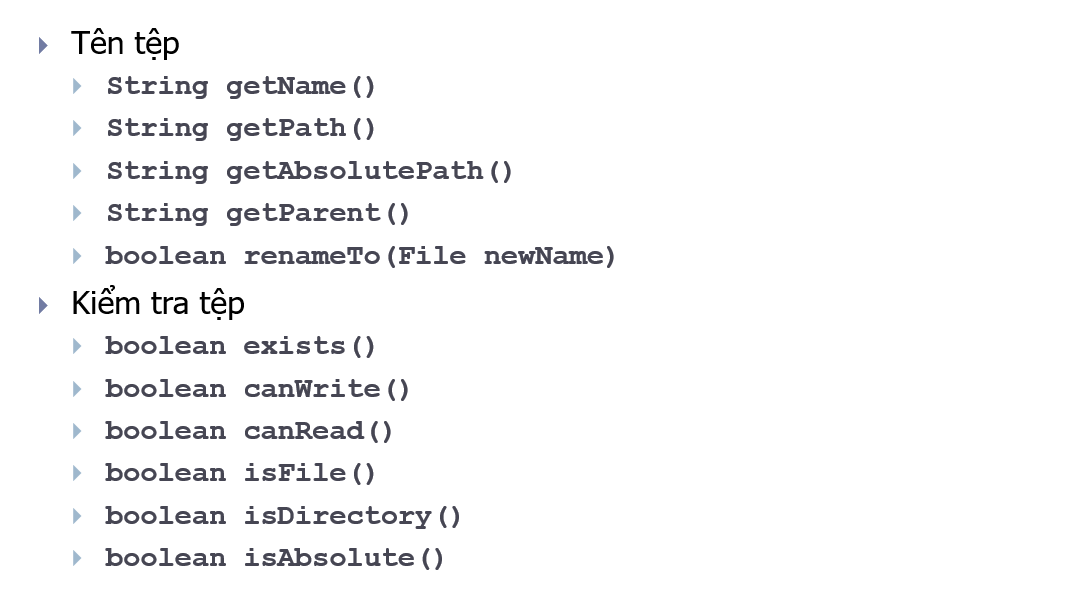 Tên tệp
String getName()
String getPath()
String getAbsolutePath()
String getParent()
boolean renameTo(File newName)
Kiểm tra tệp
boolean exists()
boolean canWrite()
boolean canRead()
boolean isFile()
boolean isDirectory()
boolean isAbsolute()